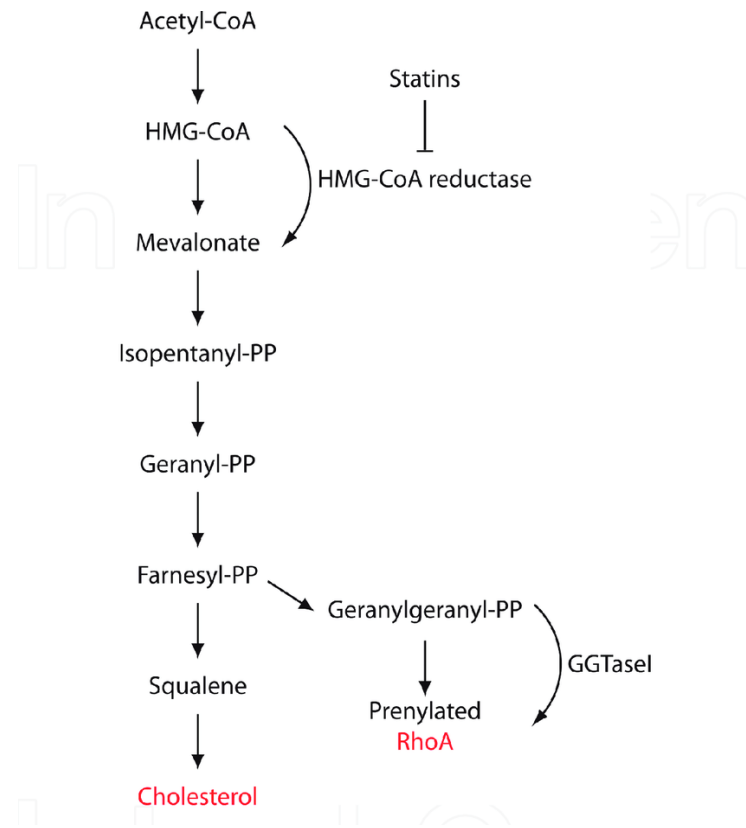 Acetyl-CoA
Statins
HMG-CoA
HMG-CoA reductase
Mevalonate
Isopentanyl-PP
Geranyl-PP
Farnesyl-PP
Geranylgeranyl-PP
GGTaseI
Squalene
Prenylated
RhoA
Cholesterol